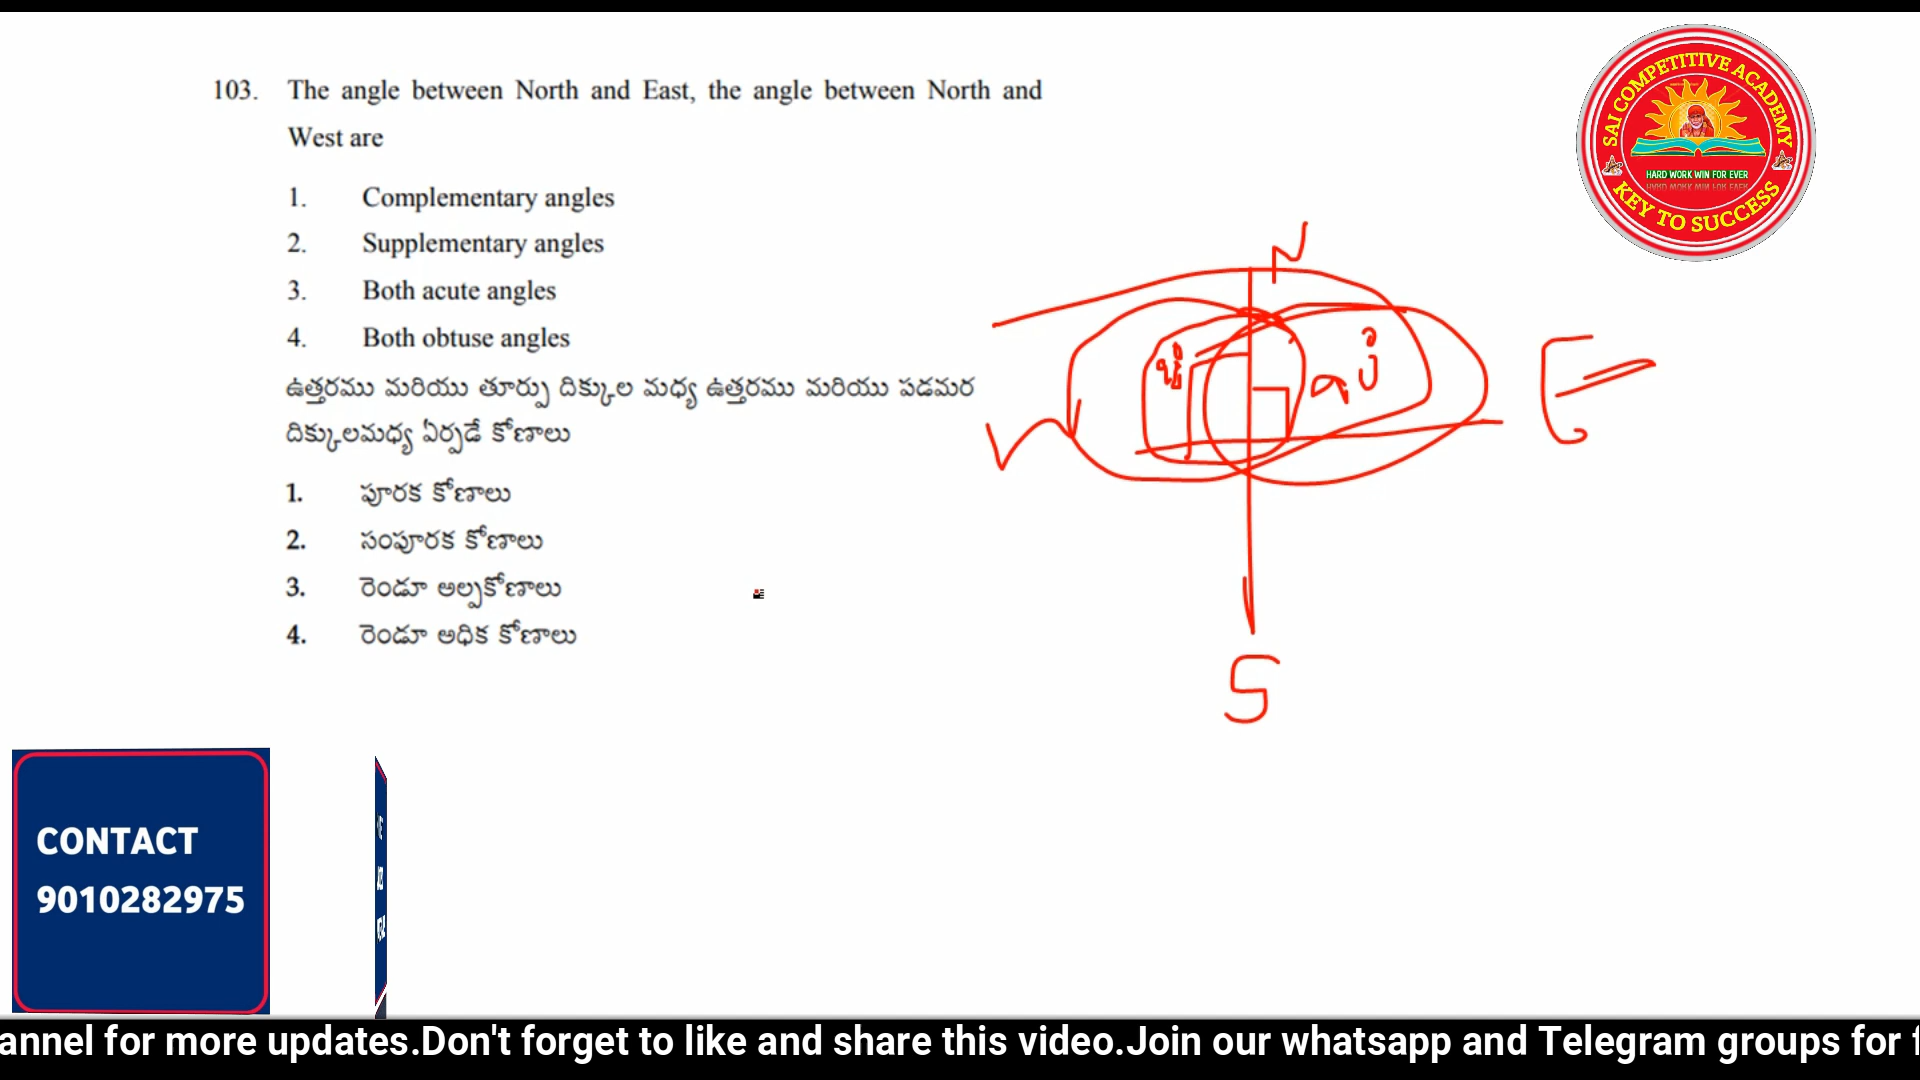 103. The angle between North and East, the angle between North and
West are
1. Complementary angles
2. Supplementary angles
3. Both acute angles
4. Both obtuse angles
ఉత్తరము మరియు తూర్పు దిక్కుల మధ్య ఉత్తరము మరియు పడమర
దిక్కులమధ్య ఏర్పడే కోణాలు
1. పూరక కోణాలు
2. సంపూరక కోణాలు
3. రెండూ అల్పకోణాలు
4. రెండూ అధిక కోణాలు
SAI COMPETITIVE ACADEMY
HARD WORK WIN FOR EVER
KEY TO SUCCESS
N
W
E
S
CONTACT
9010282975
annel for more updates.Don't forget to like and share this video.Join our whatsapp and Telegram groups for f